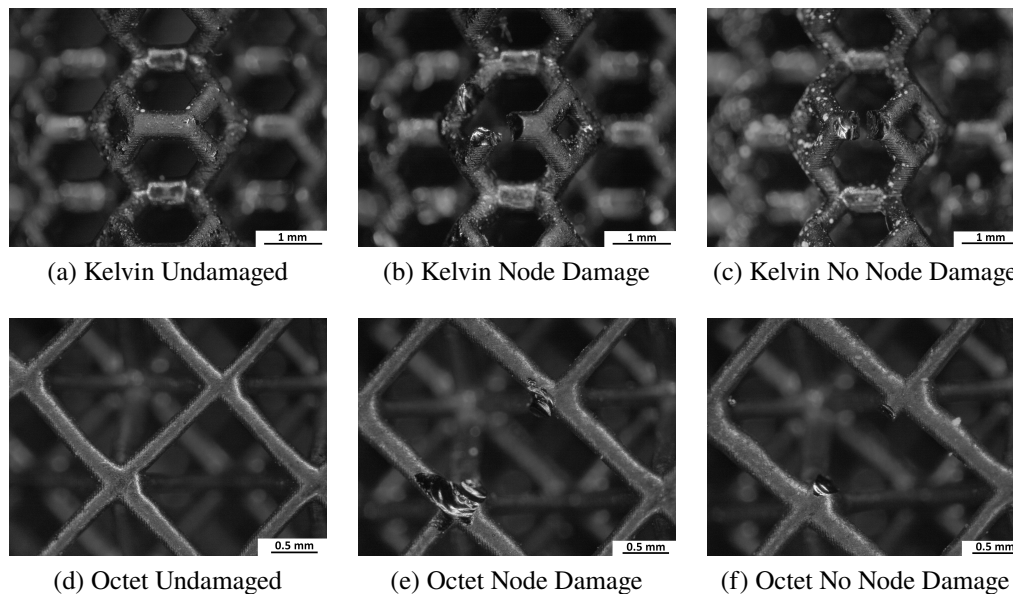 1 mm
1 mm
1 mm
(a) Kelvin Undamaged
(b) Kelvin Node Damage
(c) Kelvin No Node Damage
0.5 mm
0.5 mm
0.5 mm
(d) Octet Undamaged
(e) Octet Node Damage
(f) Octet No Node Damage